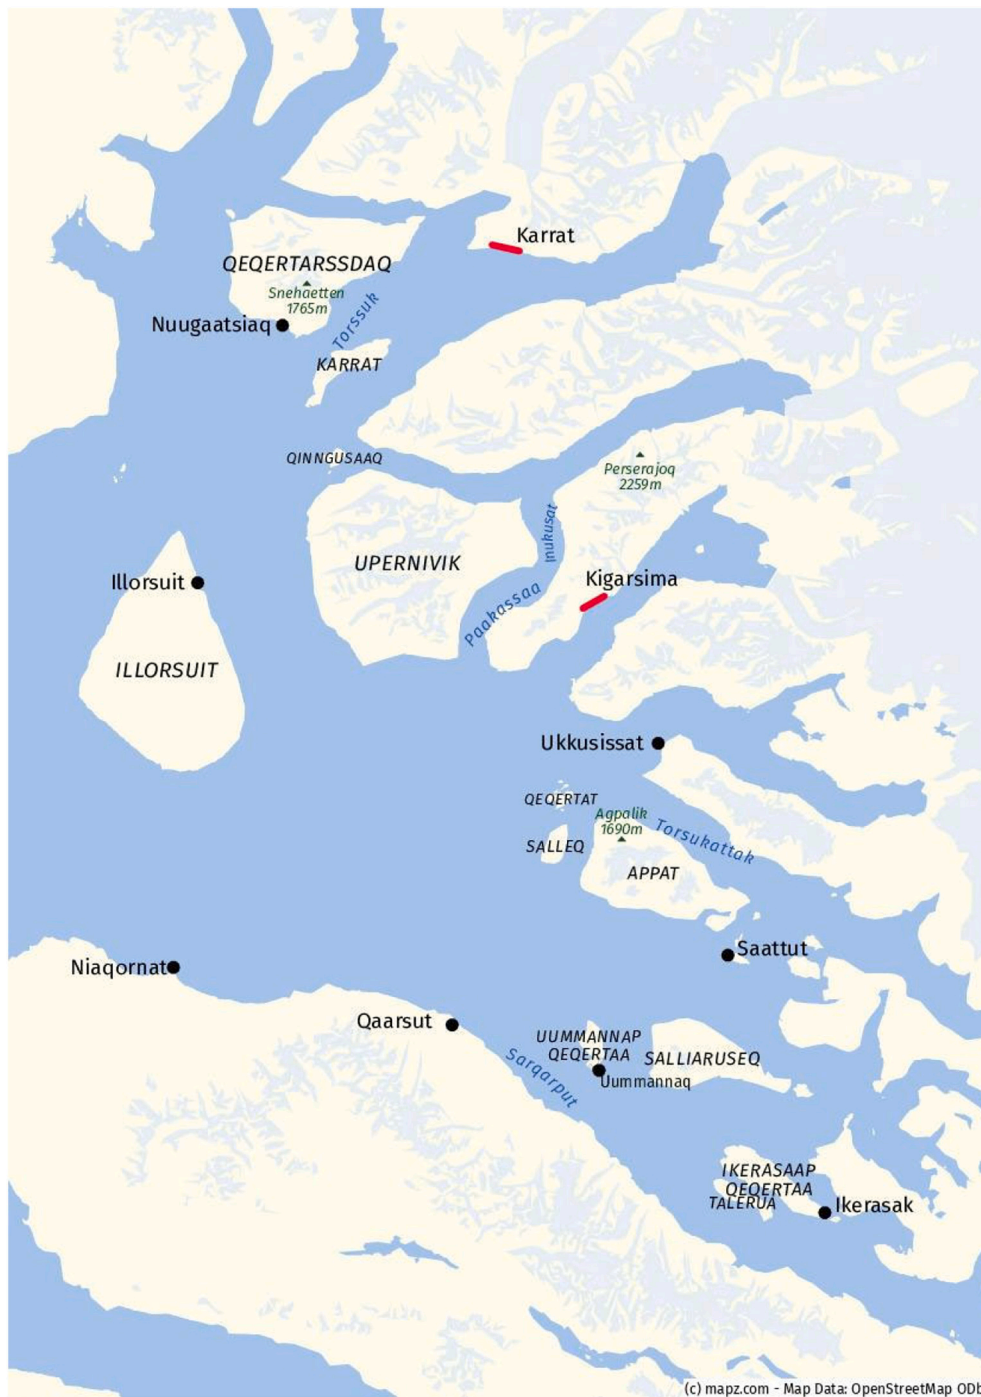 Karrat
QEQERTARSSDAQ
Snehaetten
1765m
Torssuk
Nuugaatsiaq
KARRAT
QINNGUSAAQ
Perserajoq
2259m
Inukusat
UPERNIVIK
Illorsuit
Kigarsima
Paakassaa
ILLORSUIT
Ukkusissat
QEQERTAT
Agpalik
1690m
Torsukattak
SALLEQ
APPAT
Saattut
Niaqornat
Qaarsut
UUMMANNAP
QEQERTAA
SALLIARUSEQ
Sarqarput
Uummannaq
IKERASAAP
QEQERTAA
TALERUA
Ikerasak
(c) mapz.com - Map Data: OpenStreetMap ODb